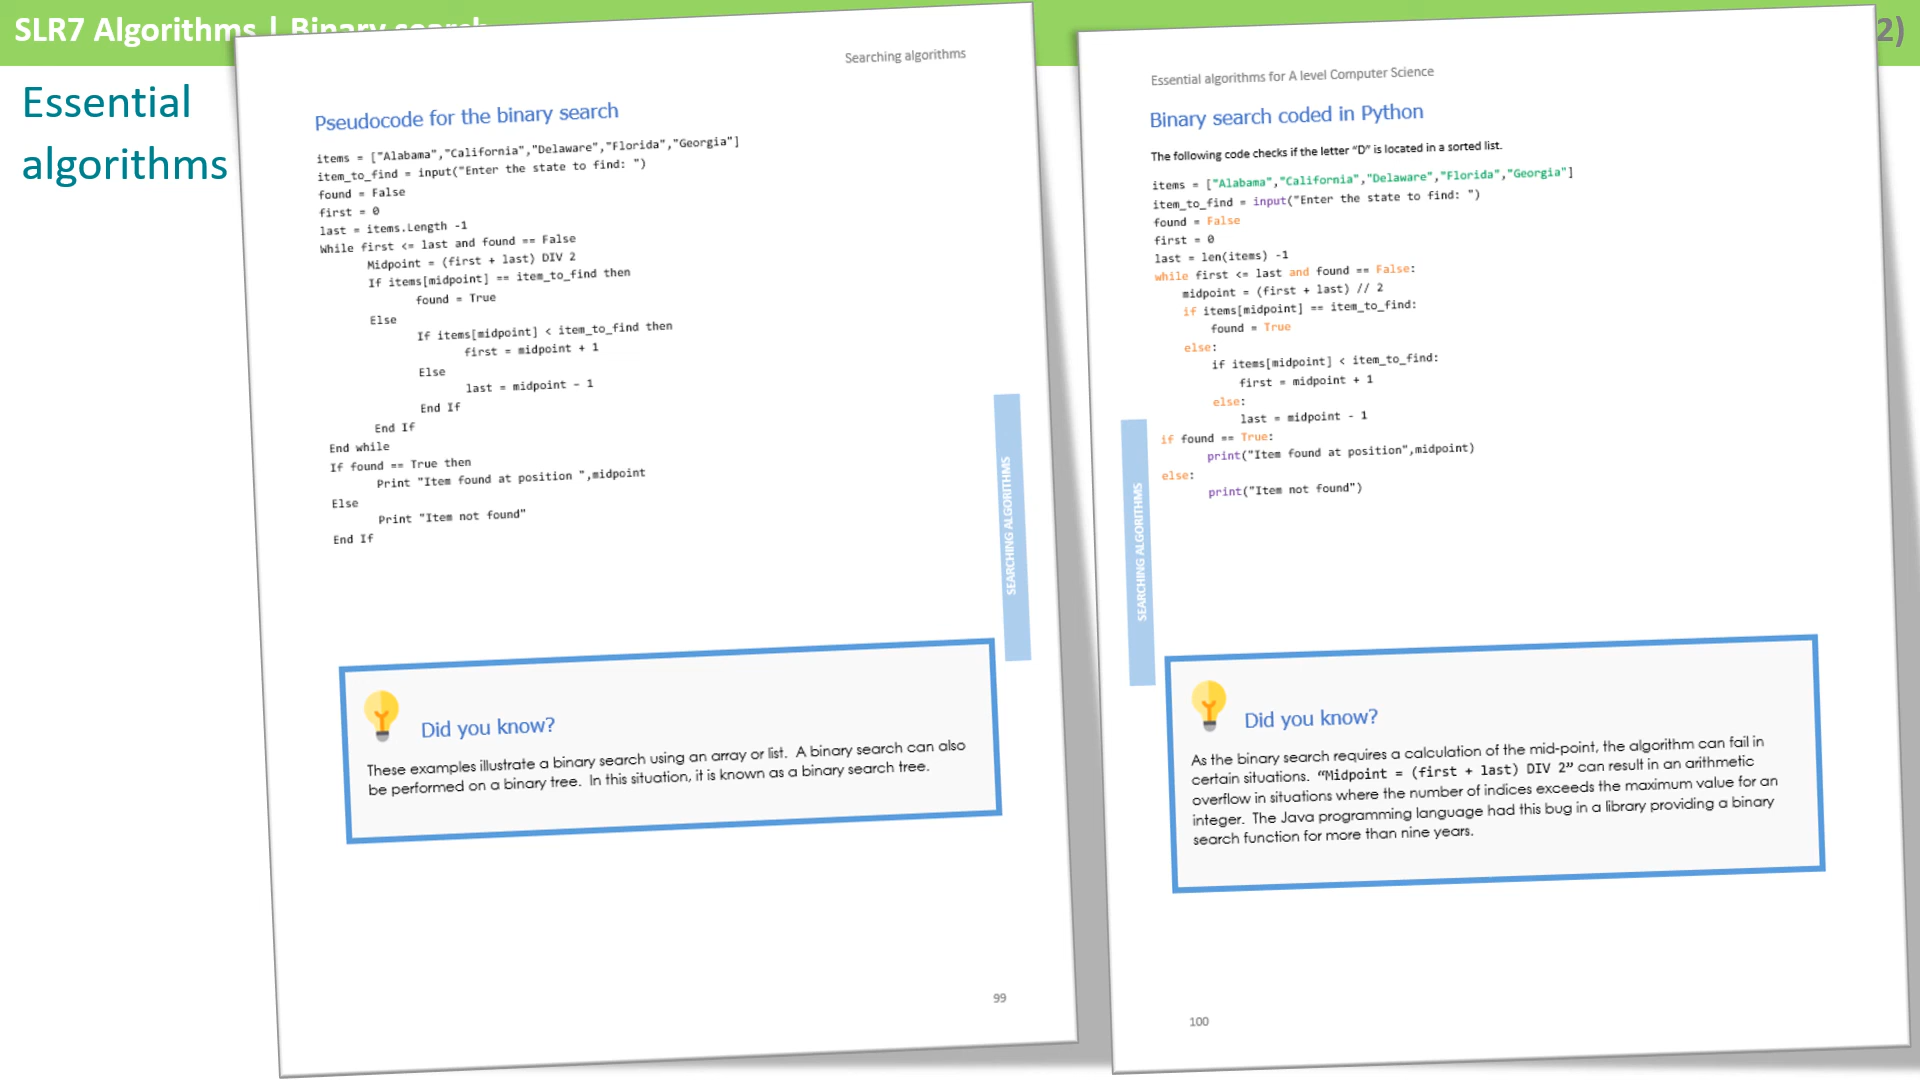 SLR7 Algorithms | Binary search
2)
Essential
algorithms
Searching algorithms
Pseudocode for the binary search
items = ["Alabama","California","Delaware","Florida","Georgia"]
item_to_find = input("Enter the state to find: ")
found = False
first = 0
last = items.Length -1
While first <= last and found == False
Midpoint = (first + last) DIV 2
If items[midpoint] == item_to_find then
found = True
Else
If items[midpoint] < item_to_find then
first = midpoint + 1
Else
last = midpoint - 1
End If
End If
End while
If found == True then
Print "Item found at position ",midpoint
Else
Print "Item not found"
End If
SEARCHING ALGORITHMS
Did you know?
These examples illustrate a binary search using an array or list. A binary search can also
be performed on a binary tree. In this situation, it is known as a binary search tree.
99
Essential algorithms for A level Computer Science
Binary search coded in Python
The following code checks if the letter “D” is located in a sorted list.
items = ["Alabama","California","Delaware","Florida","Georgia"]
item_to_find = input("Enter the state to find: ")
found = False
first = 0
last = len(items) -1
while first <= last and found == False:
midpoint = (first + last) // 2
if items[midpoint] == item_to_find:
found = True
else:
if items[midpoint] < item_to_find:
first = midpoint + 1
else:
last = midpoint - 1
if found == True:
print("Item found at position",midpoint)
else:
print("Item not found")
SEARCHING ALGORITHMS
Did you know?
As the binary search requires a calculation of the mid-point, the algorithm can fail in
certain situations. “Midpoint = (first + last) DIV 2” can result in an arithmetic
overflow in situations where the number of indices exceeds the maximum value for an
integer. The Java programming language had this bug in a library providing a binary
search function for more than nine years.
100